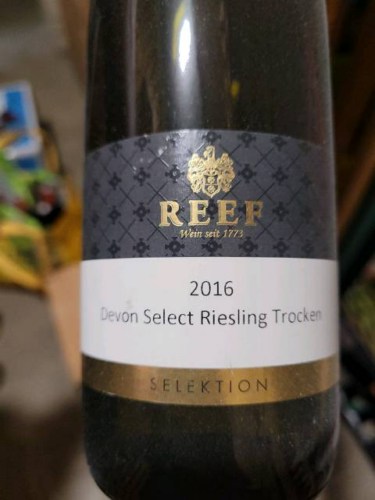 REEF
Wein seit 1773
2016
Devon Select Riesling Trocken
SELEKTION